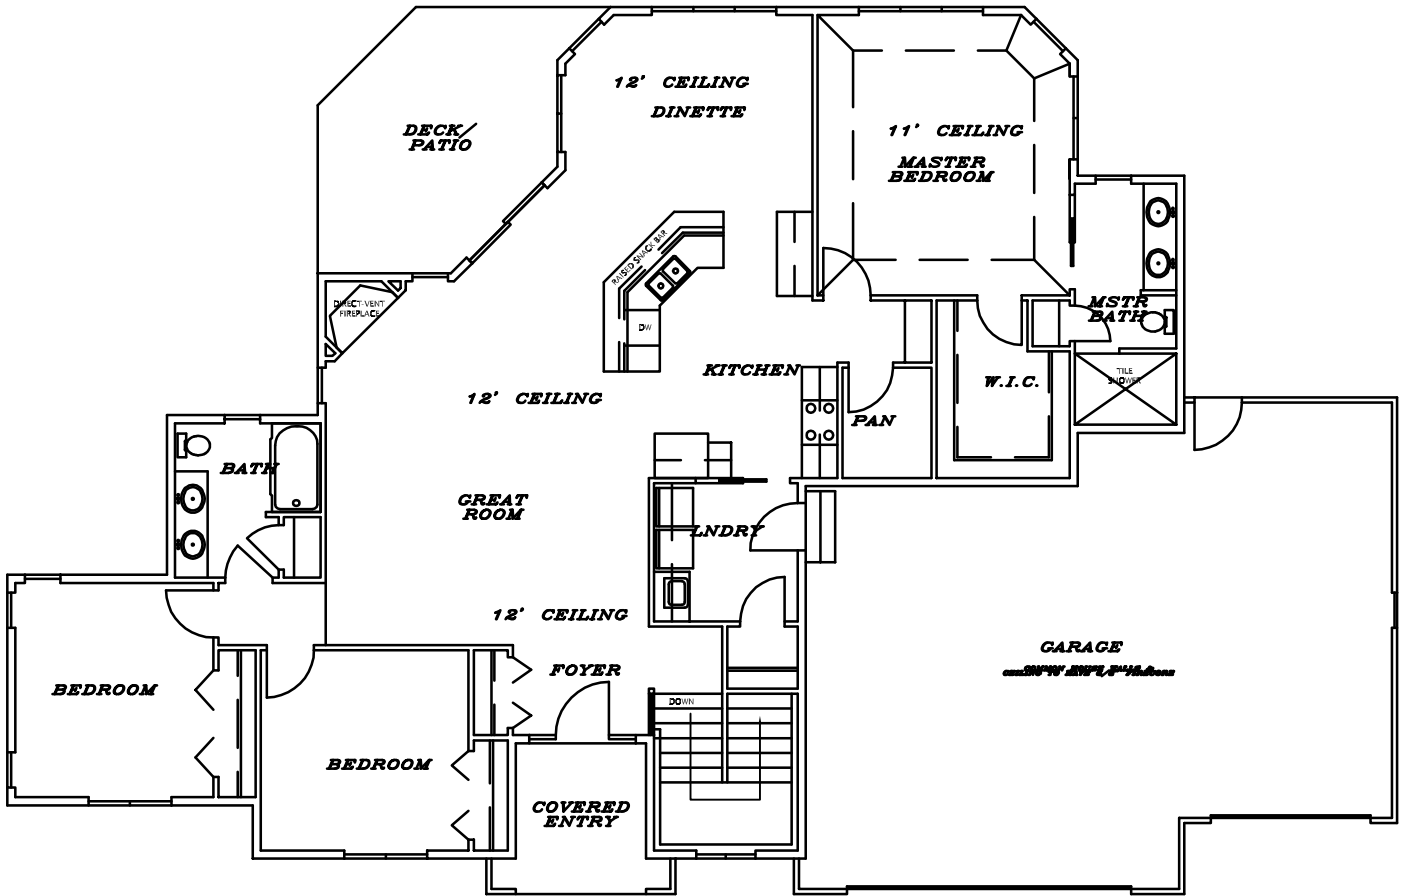 12' CEILING
DINETTE
DECK/
PATIO
11' CEILING
MASTER
BEDROOM
RAISED SNACK BAR
DIRECT-VENT
FIREPLACE
DW
MSTR
BATH
KITCHEN
TILE
SHOWER
W.I.C.
12' CEILING
PAN
BATH
GREAT
ROOM
LNDRY
12' CEILING
GARAGE
FOYER
BEDROOM
DOWN
BEDROOM
COVERED
ENTRY